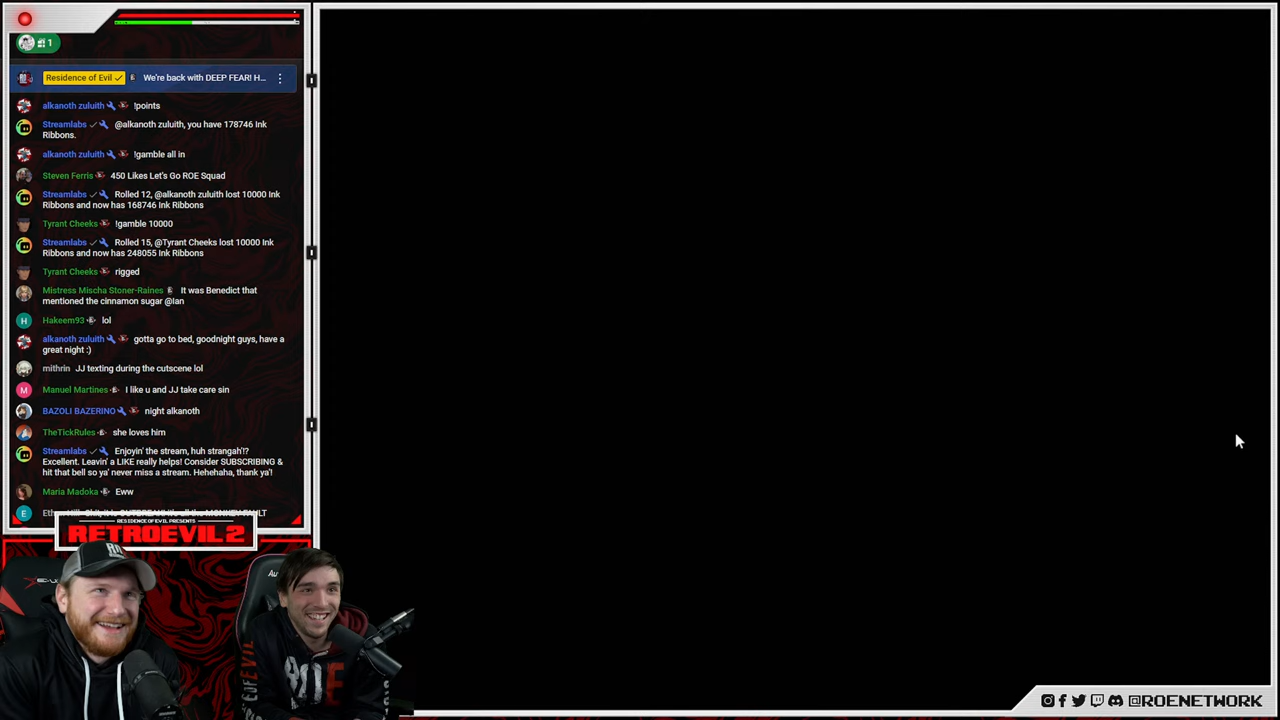 1
Residence of Evil We're back with DEEP FEAR! H...
alkanoth zuluith !points
Streamlabs @alkanoth zuluith, you have 178746 Ink
Ribbons.
alkanoth zuluith !gamble all in
Steven Ferris 450 Likes Let's Go ROE Squad
Streamlabs Rolled 12, @alkanoth zuluith lost 10000 Ink
Ribbons and now has 168746 Ink Ribbons
Tyrant Cheeks !gamble 10000
Streamlabs Rolled 15, @Tyrant Cheeks lost 10000 Ink
Ribbons and now has 248055 Ink Ribbons
Tyrant Cheeks rigged
Mistress Mischa Stoner-Raines It was Benedict that
mentioned the cinnamon sugar @Ian
H Hakeem93 lol
alkanoth zuluith gotta go to bed, goodnight guys, have a
great night :)
mithrin JJ texting during the cutscene lol
M Manuel Martines I like u and JJ take care sin
BAZOLI BAZERINO night alkanoth
TheTickRules she loves him
Streamlabs Enjoyin' the stream, huh strangah'!?
Excellent. Leavin' a LIKE really helps! Consider SUBSCRIBING &
hit that bell so ya' never miss a stream. Hehehaha, thank ya'!
Maria Madoka Eww
E
RESIDENCE OF EVIL PRESENTS
RETROEVIL 2
@ROENETWORK